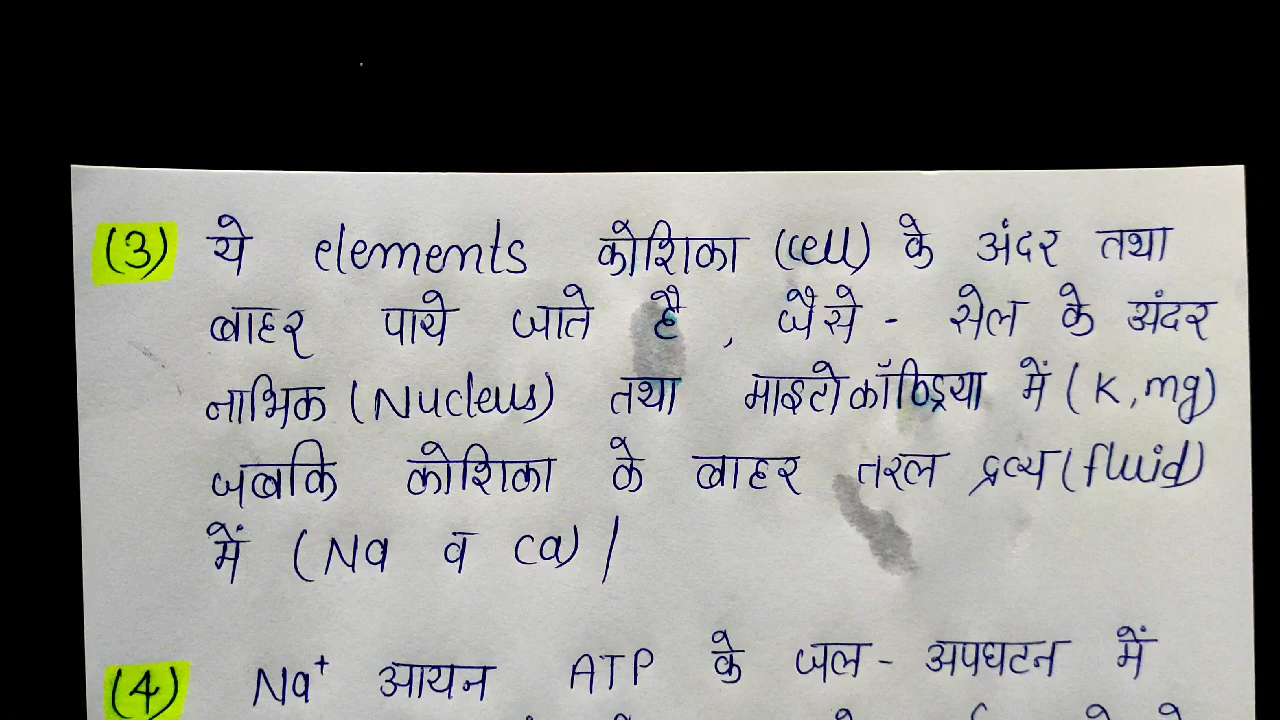 (3) ये elements कोशिका (cell) के अंदर तथा
बाहर पाये जाते है , जैसे - सेल के अंदर
नाभिक (Nucleus) तथा माइटोकॉण्ड्रिया में (K, mg)
जबकि कोशिका के बाहर तरल द्रव्य (fluid)
में (Na व Ca) |
(4) Na⁺ आयन ATP के जल - अपघटन में